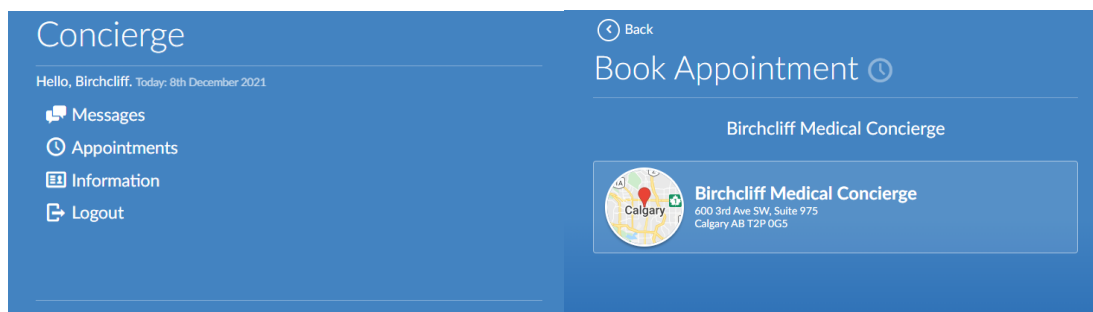 Concierge
Hello, Birchcliff. Today: 8th December 2021
Messages
Appointments
Information
Logout
Back
Book Appointment
Birchcliff Medical Concierge
Calgary
Birchcliff Medical Concierge
600 3rd Ave SW, Suite 975
Calgary AB T2P 0G5